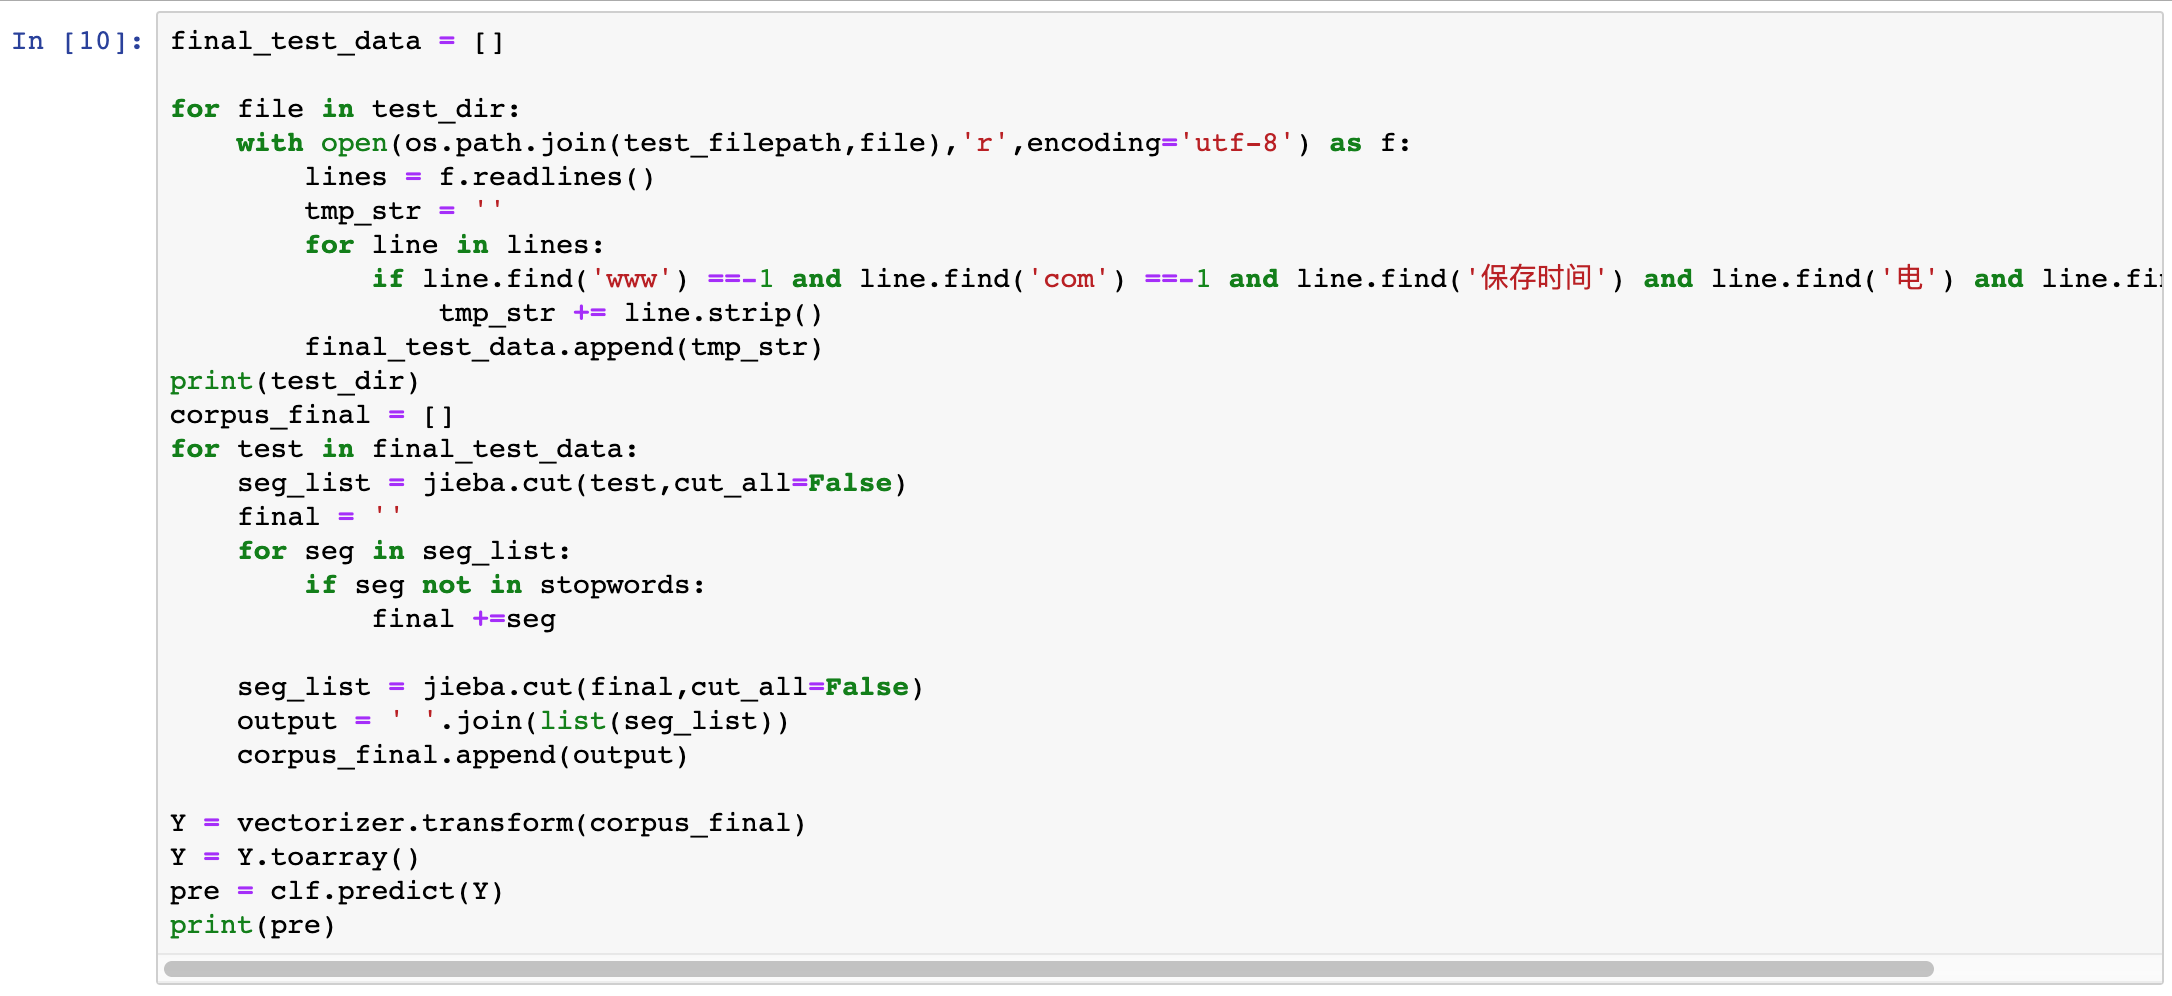 In [10]:
final_test_data = []
for file in test_dir:
    with open(os.path.join(test_filepath,file),'r',encoding='utf-8') as f:
        lines = f.readlines()
        tmp_str = ''
        for line in lines:
            if line.find('www') ==-1 and line.find('com') ==-1 and line.find('保存时间') and line.find('电') and line.fi
                tmp_str += line.strip()
        final_test_data.append(tmp_str)
print(test_dir)
corpus_final = []
for test in final_test_data:
    seg_list = jieba.cut(test,cut_all=False)
    final = ''
    for seg in seg_list:
        if seg not in stopwords:
            final +=seg
    seg_list = jieba.cut(final,cut_all=False)
    output = ' '.join(list(seg_list))
    corpus_final.append(output)
Y = vectorizer.transform(corpus_final)
Y = Y.toarray()
pre = clf.predict(Y)
print(pre)